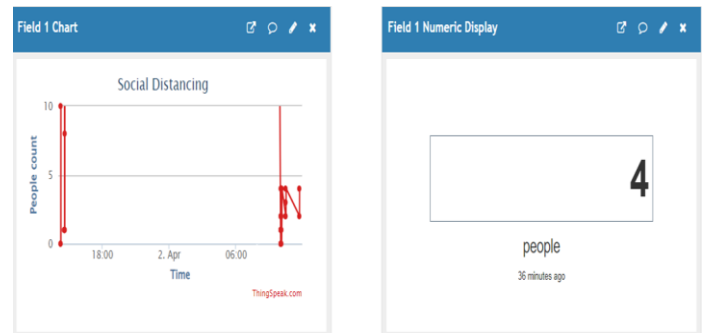 Field 1 Chart
Social Distancing
10
5
0
People count
18:00 2. Apr 06:00
Time
ThingSpeak.com
Field 1 Numeric Display
4
people
36 minutes ago